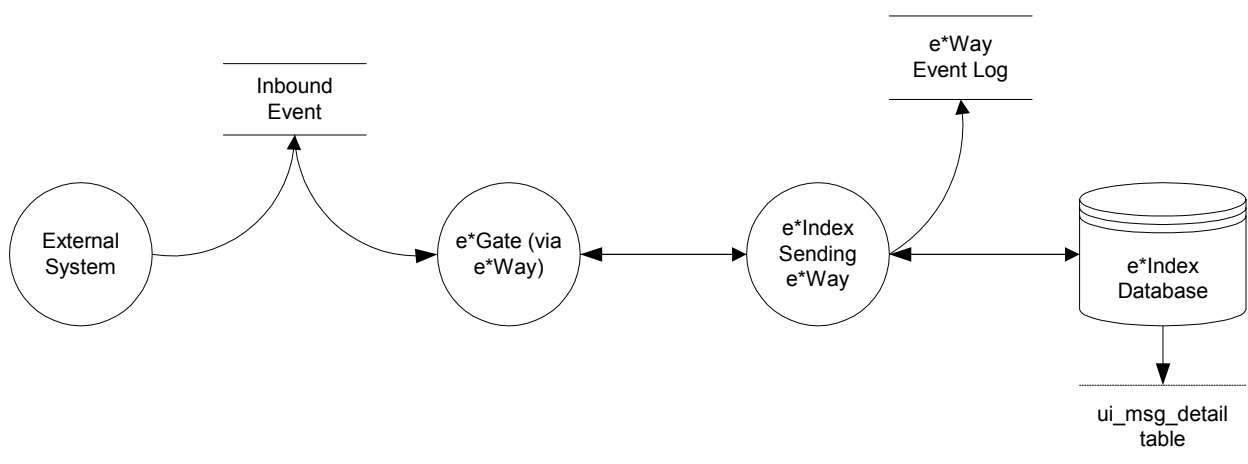 e*Way
Event Log
Inbound
Event
External
System
e*Gate (via
e*Way)
e*Index
Sending
e*Way
e*Index
Database
ui_msg_detail
table